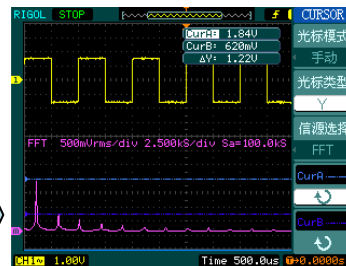 RIGOL STOP f CURSOR
CurA: 1.84V
CurB: 620mV
ΔY: 1.22V
光标模式
手动
光标类型
Y
信源选择
FFT
FFT 500mVrms/div 2.500kS/div Sa=100.0kS
CurA
CurB
CH1~ 1.00V Time 500.0us 0.0000s